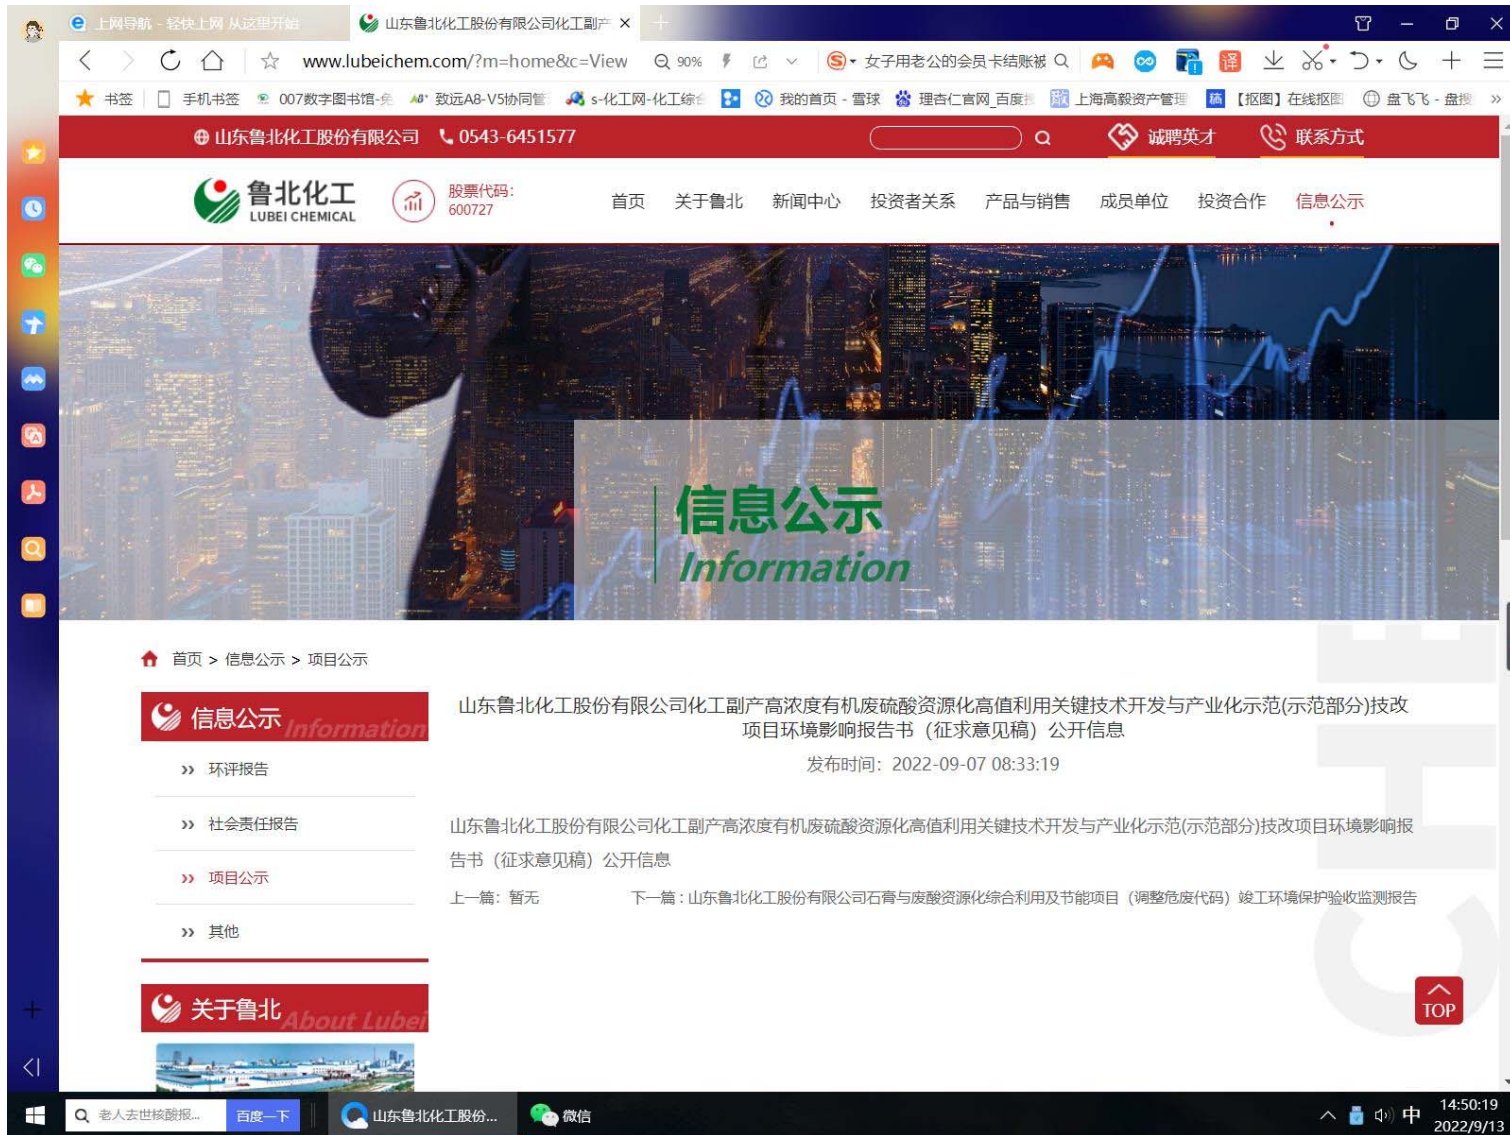 上网导航 - 轻快上网 从这里开始
山东鲁北化工股份有限公司化工副产
www.lubeichem.com/?m=home&c=View
90%
女子用老公的会员卡结账被
译
书签
手机书签
007数字图书馆-免
致远A8-V5协同管
s-化工网-化工综合
我的首页 - 雪球
理杏仁官网_百度搜
上海高毅资产管理
【抠图】在线抠图
盘飞飞 - 盘搜
山东鲁北化工股份有限公司
0543-6451577
诚聘英才
联系方式
鲁北化工
LUBEI CHEMICAL
股票代码：
600727
首页
关于鲁北
新闻中心
投资者关系
产品与销售
成员单位
投资合作
信息公示
信息公示
Information
首页 > 信息公示 > 项目公示
信息公示 Information
环评报告
社会责任报告
项目公示
其他
关于鲁北 About Lubei
山东鲁北化工股份有限公司化工副产高浓度有机废硫酸资源化高值利用关键技术开发与产业化示范(示范部分)技改
项目环境影响报告书（征求意见稿）公开信息
发布时间：2022-09-07 08:33:19
山东鲁北化工股份有限公司化工副产高浓度有机废硫酸资源化高值利用关键技术开发与产业化示范(示范部分)技改项目环境影响报
告书（征求意见稿）公开信息
上一篇：暂无
下一篇：山东鲁北化工股份有限公司石膏与废酸资源化综合利用及节能项目（调整危废代码）竣工环境保护验收监测报告
CHE
TOP
老人去世核酸报...
百度一下
山东鲁北化工股份...
微信
中
14:50:19
2022/9/13